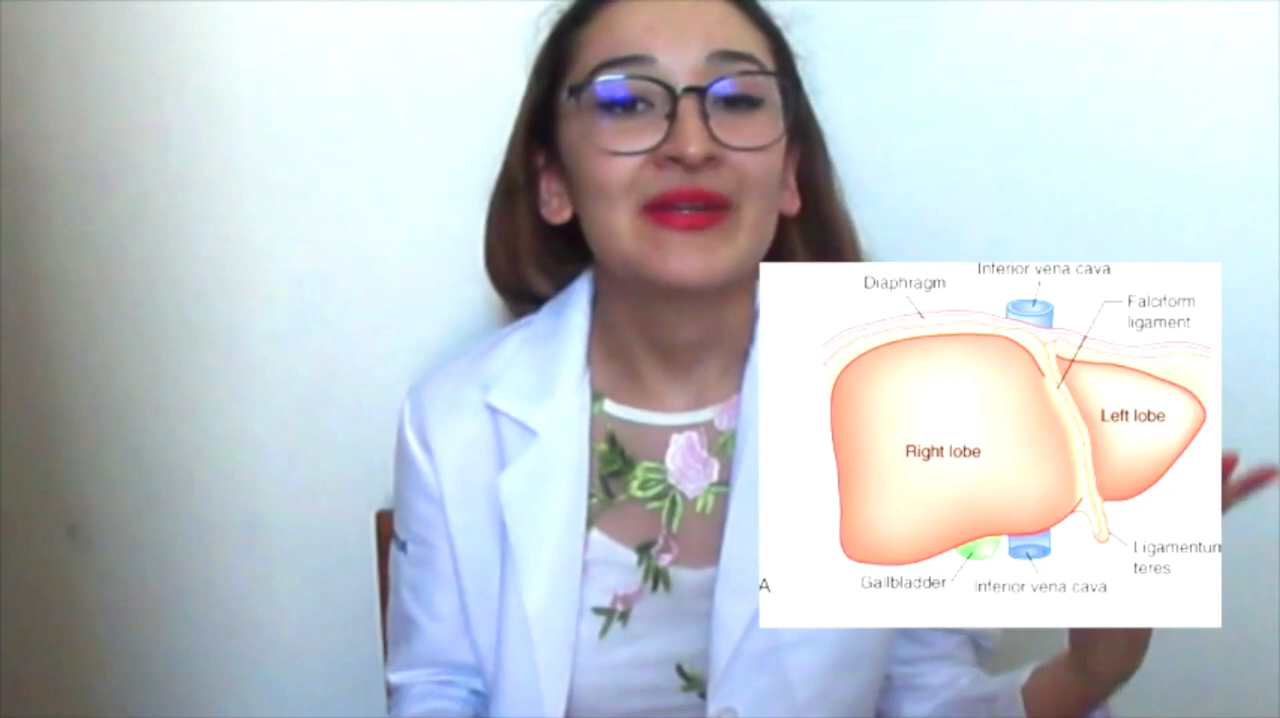 Inferior vena cava
Diaphragm
Falciform
ligament
Left lobe
Right lobe
Ligamentum
teres
Gallbladder
Inferior vena cava
A